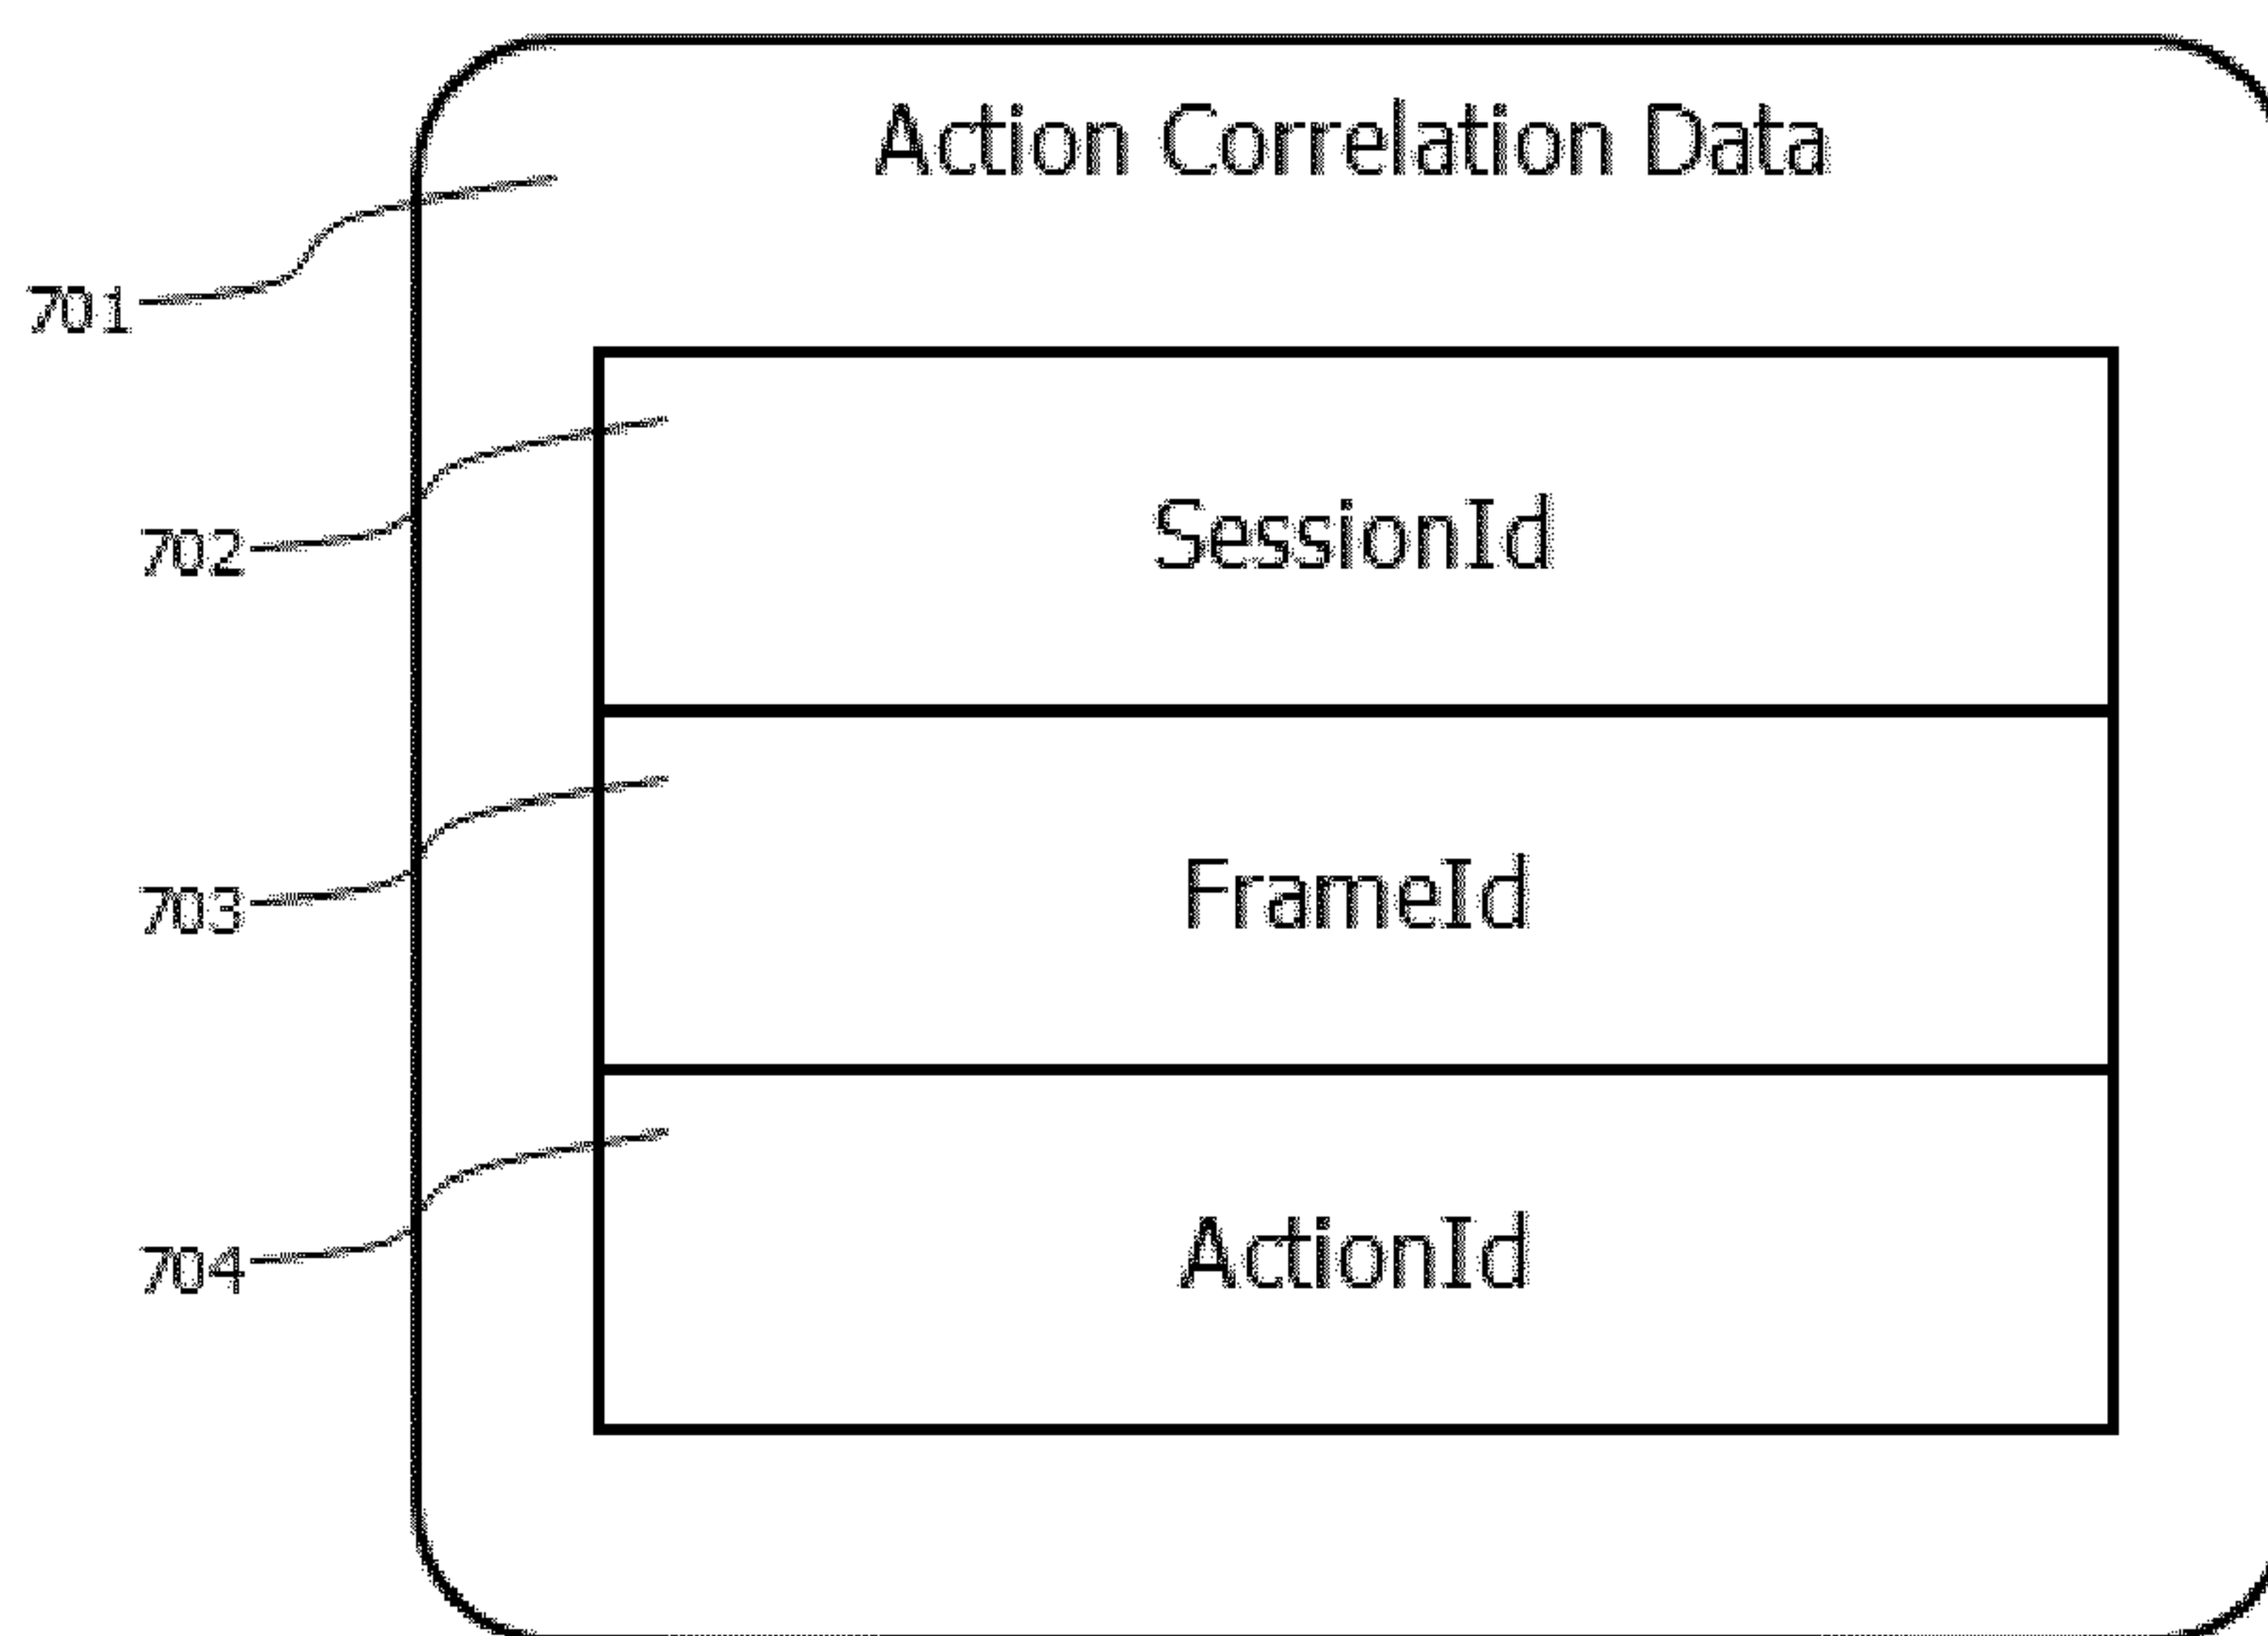 Action Correlation Data
701
SessionId
702
FrameId
703
ActionId
704